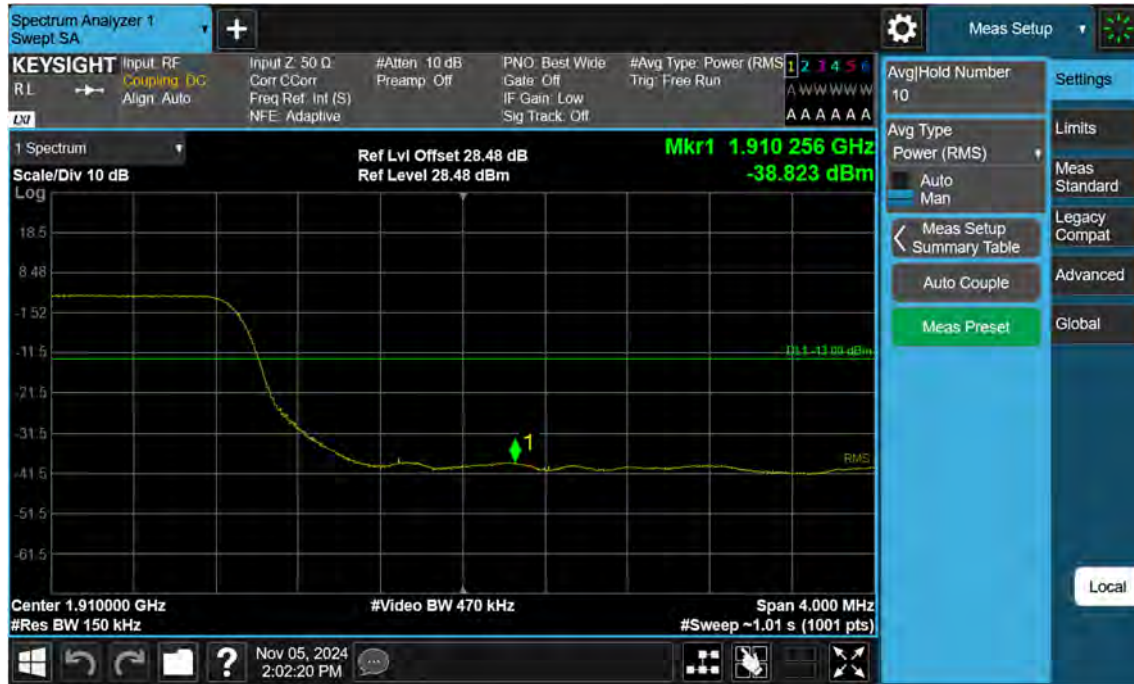 Spectrum Analyzer 1
Swept SA
+
Meas Setup
KEYSIGHT
RL
LXI
Input: RF
Coupling: DC
Align: Auto
Input Z: 50 Ω
Corr CCorr
Freq Ref: Int (S)
NFE: Adaptive
#Atten: 10 dB
Preamp: Off
PNO: Best Wide
Gate: Off
IF Gain: Low
Sig Track: Off
#Avg Type: Power (RMS
Trig: Free Run
1 2 3 4 5 6
A W W W W W
A A A A A A
1 Spectrum
Scale/Div 10 dB
Log
Ref Lvl Offset 28.48 dB
Ref Level 28.48 dBm
Mkr1 1.910 256 GHz
-38.823 dBm
18.5
8.48
-1.52
-11.5
-21.5
-31.5
-41.5
-51.5
-61.5
DL1 -13.00 dBm
1
RMS
Center 1.910000 GHz
#Video BW 470 kHz
Span 4.000 MHz
#Res BW 150 kHz
#Sweep ~1.01 s (1001 pts)
Avg|Hold Number
10
Avg Type
Power (RMS)
Auto
Man
Meas Setup
Summary Table
Auto Couple
Meas Preset
Settings
Limits
Meas
Standard
Legacy
Compat
Advanced
Global
Local
?
Nov 05, 2024
2:02:20 PM